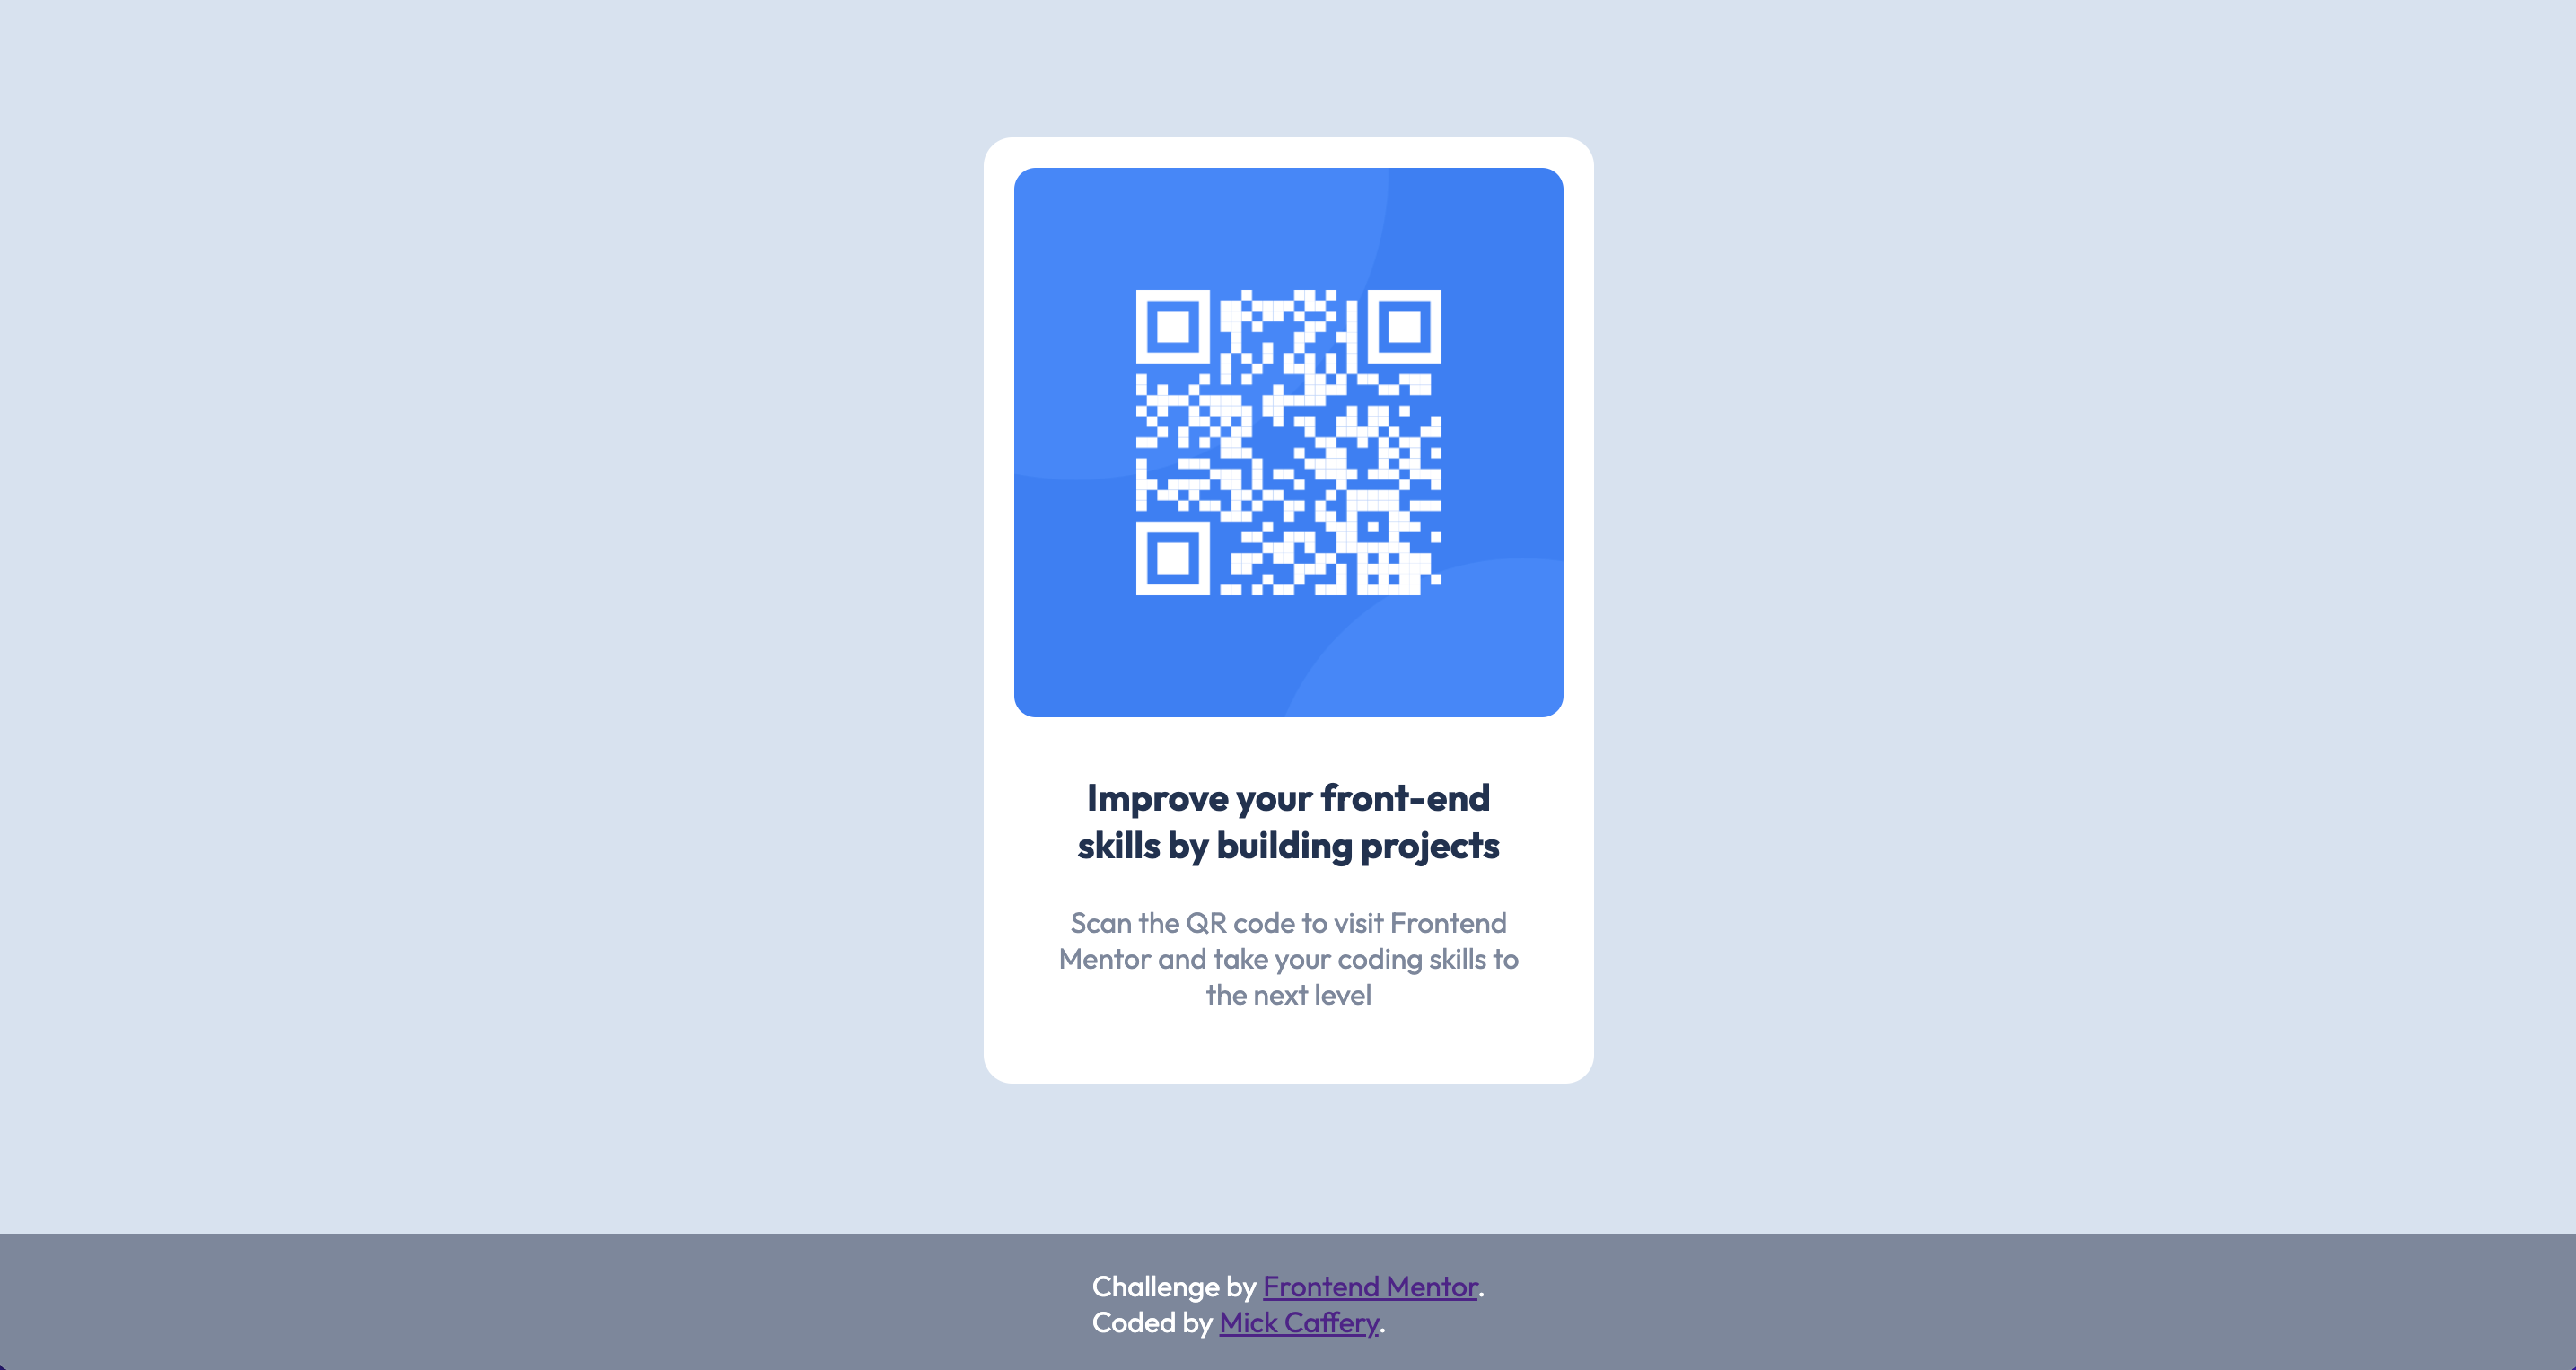 Improve your front-end
skills by building projects
Scan the QR code to visit Frontend
Mentor and take your coding skills to
the next level
Challenge by Frontend Mentor.
Coded by Mick Caffery.